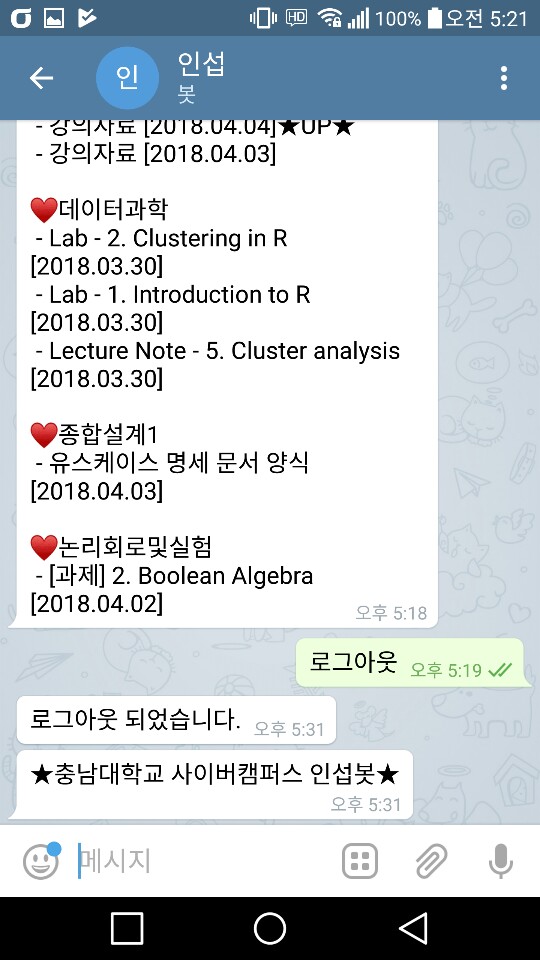 HD 100% 오전 5:21
인
인섭
봇
- 강의자료 [2018.04.04]★UP★
- 강의자료 [2018.04.03]
♥데이터과학
- Lab - 2. Clustering in R
[2018.03.30]
- Lab - 1. Introduction to R
[2018.03.30]
- Lecture Note - 5. Cluster analysis
[2018.03.30]
♥종합설계1
- 유스케이스 명세 문서 양식
[2018.04.03]
♥논리회로및실험
- [과제] 2. Boolean Algebra
[2018.04.02]
오후 5:18
로그아웃 오후 5:19
로그아웃 되었습니다. 오후 5:31
★충남대학교 사이버캠퍼스 인섭봇★
오후 5:31
메시지